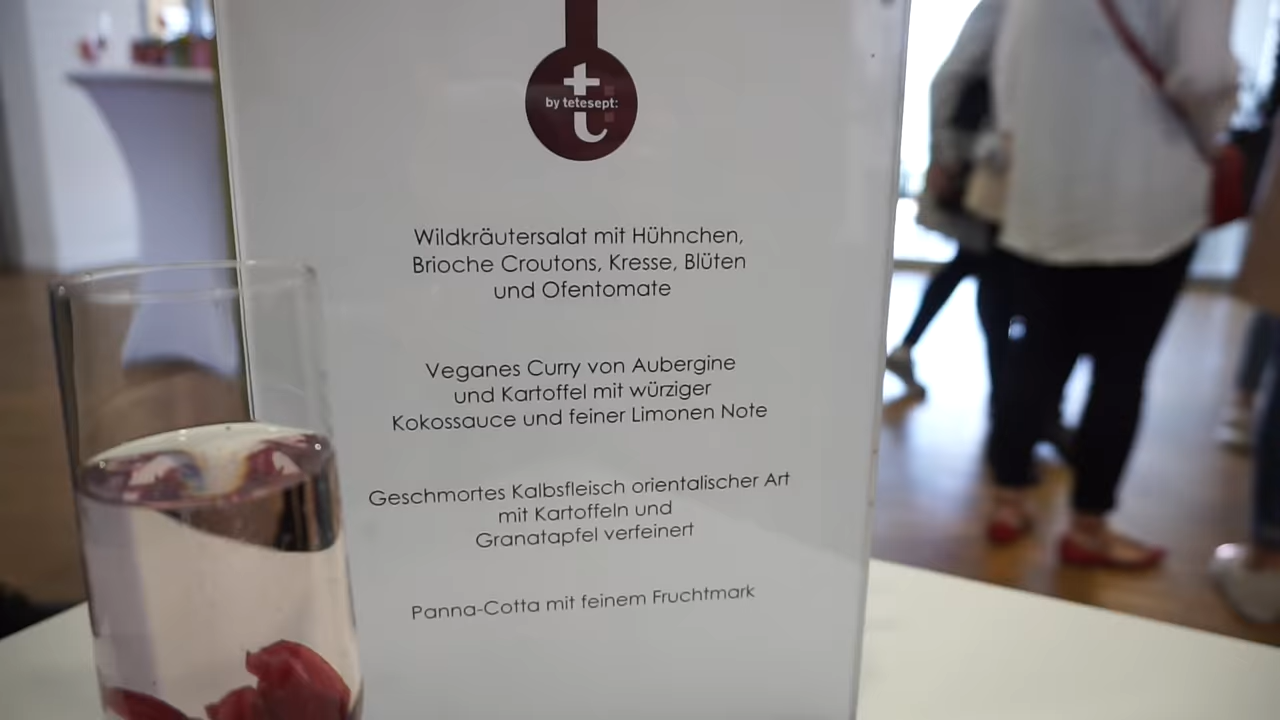 t
by tetesept:
Wildkräutersalat mit Hühnchen,
Brioche Croutons, Kresse, Blüten
und Ofentomate
Veganes Curry von Aubergine
und Kartoffel mit würziger
Kokossauce und feiner Limonen Note
Geschmortes Kalbsfleisch orientalischer Art
mit Kartoffeln und
Granatapfel verfeinert
Panna-Cotta mit feinem Fruchtmark